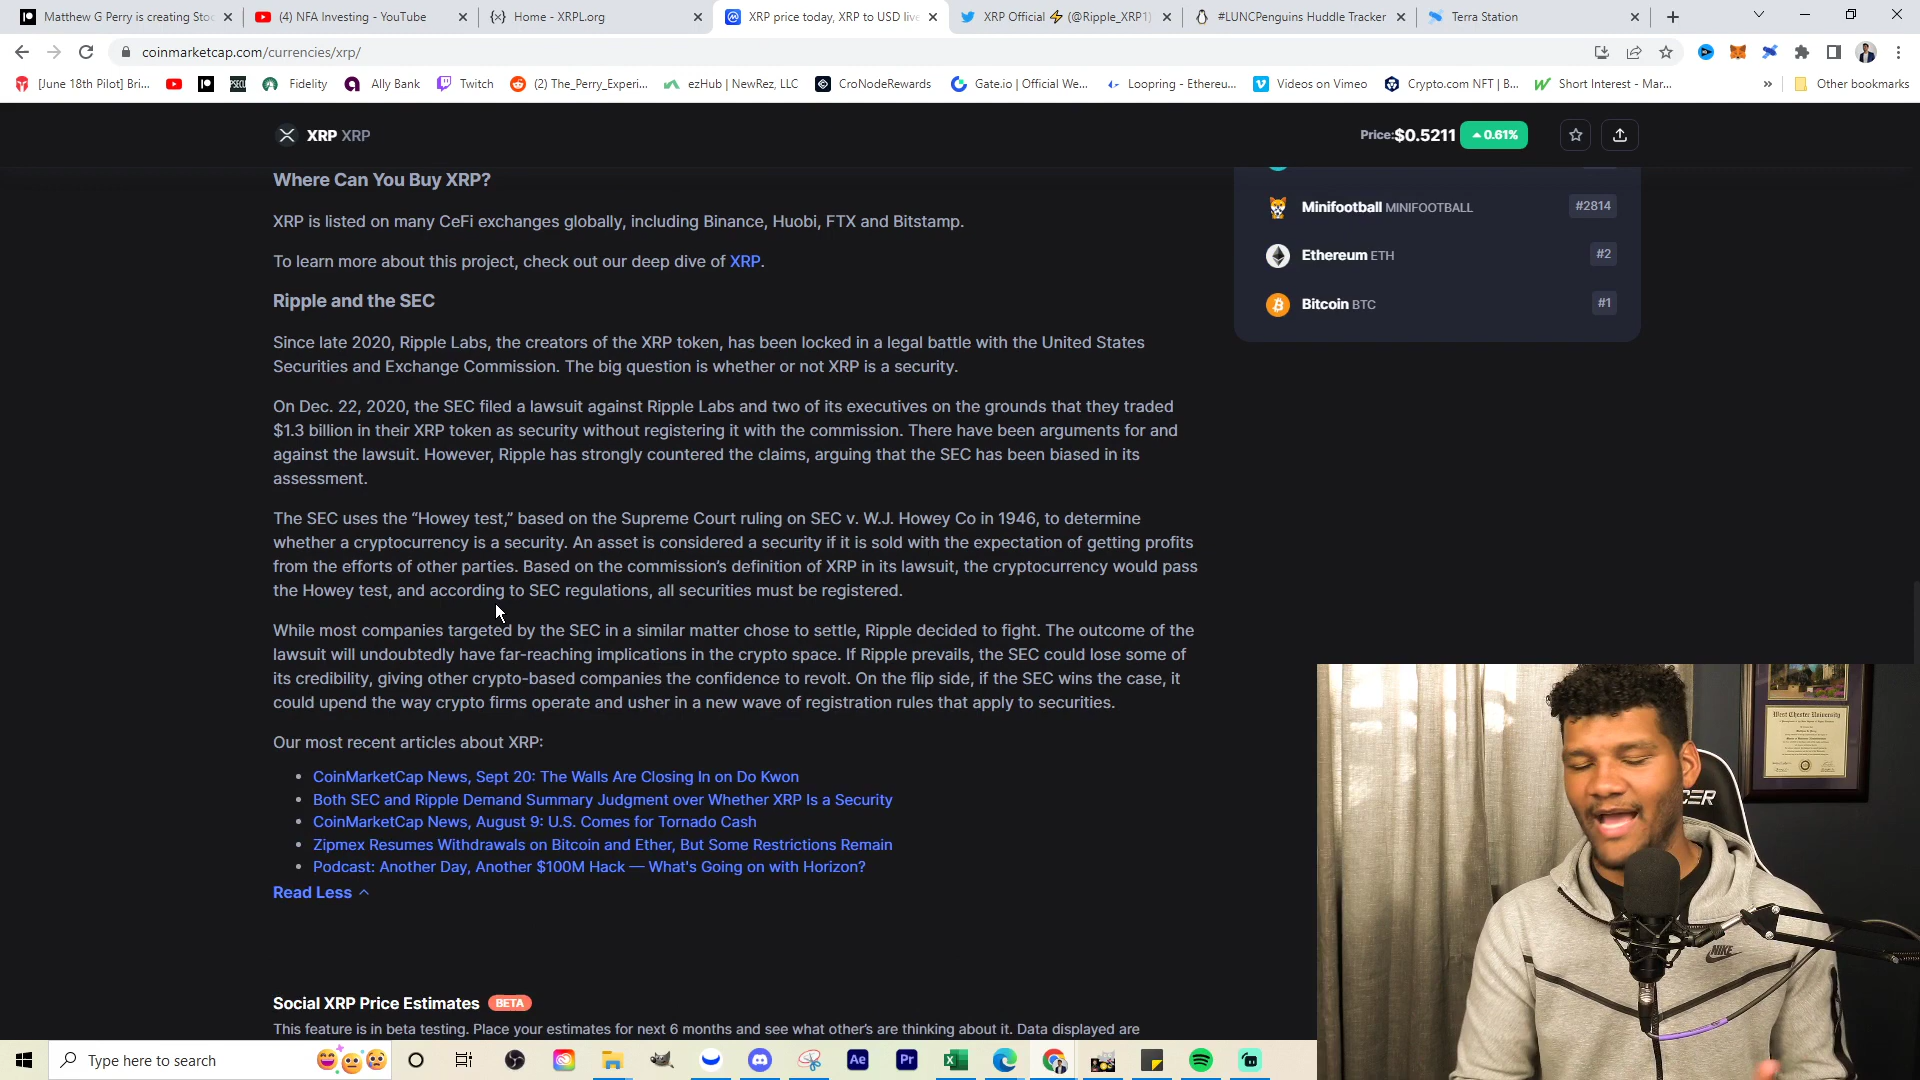 Matthew G Perry is creating Stoc
(4) NFA Investing - YouTube
Home - XRPL.org
XRP price today, XRP to USD live
XRP Official⚡(@Ripple_XRP1)
#LUNCPenguins Huddle Tracker
Terra Station
coinmarketcap.com/currencies/xrp/
[June 18th Pilot] Bri...
Fidelity
Ally Bank
Twitch
(2) The_Perry_Experi...
ezHub | NewRez, LLC
CroNodeRewards
Gate.io | Official We...
Loopring - Ethereu...
Videos on Vimeo
Crypto.com NFT | B...
Short Interest - Mar...
»
Other bookmarks
XRP XRP
Price:$0.5211
0.61%
Where Can You Buy XRP?
XRP is listed on many CeFi exchanges globally, including Binance, Huobi, FTX and Bitstamp.
To learn more about this project, check out our deep dive of XRP.
Ripple and the SEC
Since late 2020, Ripple Labs, the creators of the XRP token, has been locked in a legal battle with the United States
Securities and Exchange Commission. The big question is whether or not XRP is a security.
On Dec. 22, 2020, the SEC filed a lawsuit against Ripple Labs and two of its executives on the grounds that they traded
$1.3 billion in their XRP token as security without registering it with the commission. There have been arguments for and
against the lawsuit. However, Ripple has strongly countered the claims, arguing that the SEC has been biased in its
assessment.
The SEC uses the “Howey test,” based on the Supreme Court ruling on SEC v. W.J. Howey Co in 1946, to determine
whether a cryptocurrency is a security. An asset is considered a security if it is sold with the expectation of getting profits
from the efforts of other parties. Based on the commission’s definition of XRP in its lawsuit, the cryptocurrency would pass
the Howey test, and according to SEC regulations, all securities must be registered.
While most companies targeted by the SEC in a similar matter chose to settle, Ripple decided to fight. The outcome of the
lawsuit will undoubtedly have far-reaching implications in the crypto space. If Ripple prevails, the SEC could lose some of
its credibility, giving other crypto-based companies the confidence to revolt. On the flip side, if the SEC wins the case, it
could upend the way crypto firms operate and usher in a new wave of registration rules that apply to securities.
Our most recent articles about XRP:
• CoinMarketCap News, Sept 20: The Walls Are Closing In on Do Kwon
• Both SEC and Ripple Demand Summary Judgment over Whether XRP Is a Security
• CoinMarketCap News, August 9: U.S. Comes for Tornado Cash
• Zipmex Resumes Withdrawals on Bitcoin and Ether, But Some Restrictions Remain
• Podcast: Another Day, Another $100M Hack — What's Going on with Horizon?
Read Less
Social XRP Price Estimates BETA
This feature is in beta testing. Place your estimates for next 6 months and see what other's are thinking about it. Data displayed are
Minifootball MINIFOOTBALL #2814
Ethereum ETH #2
Bitcoin BTC #1
West Chester University
NIKE
Type here to search
Ae
Pr